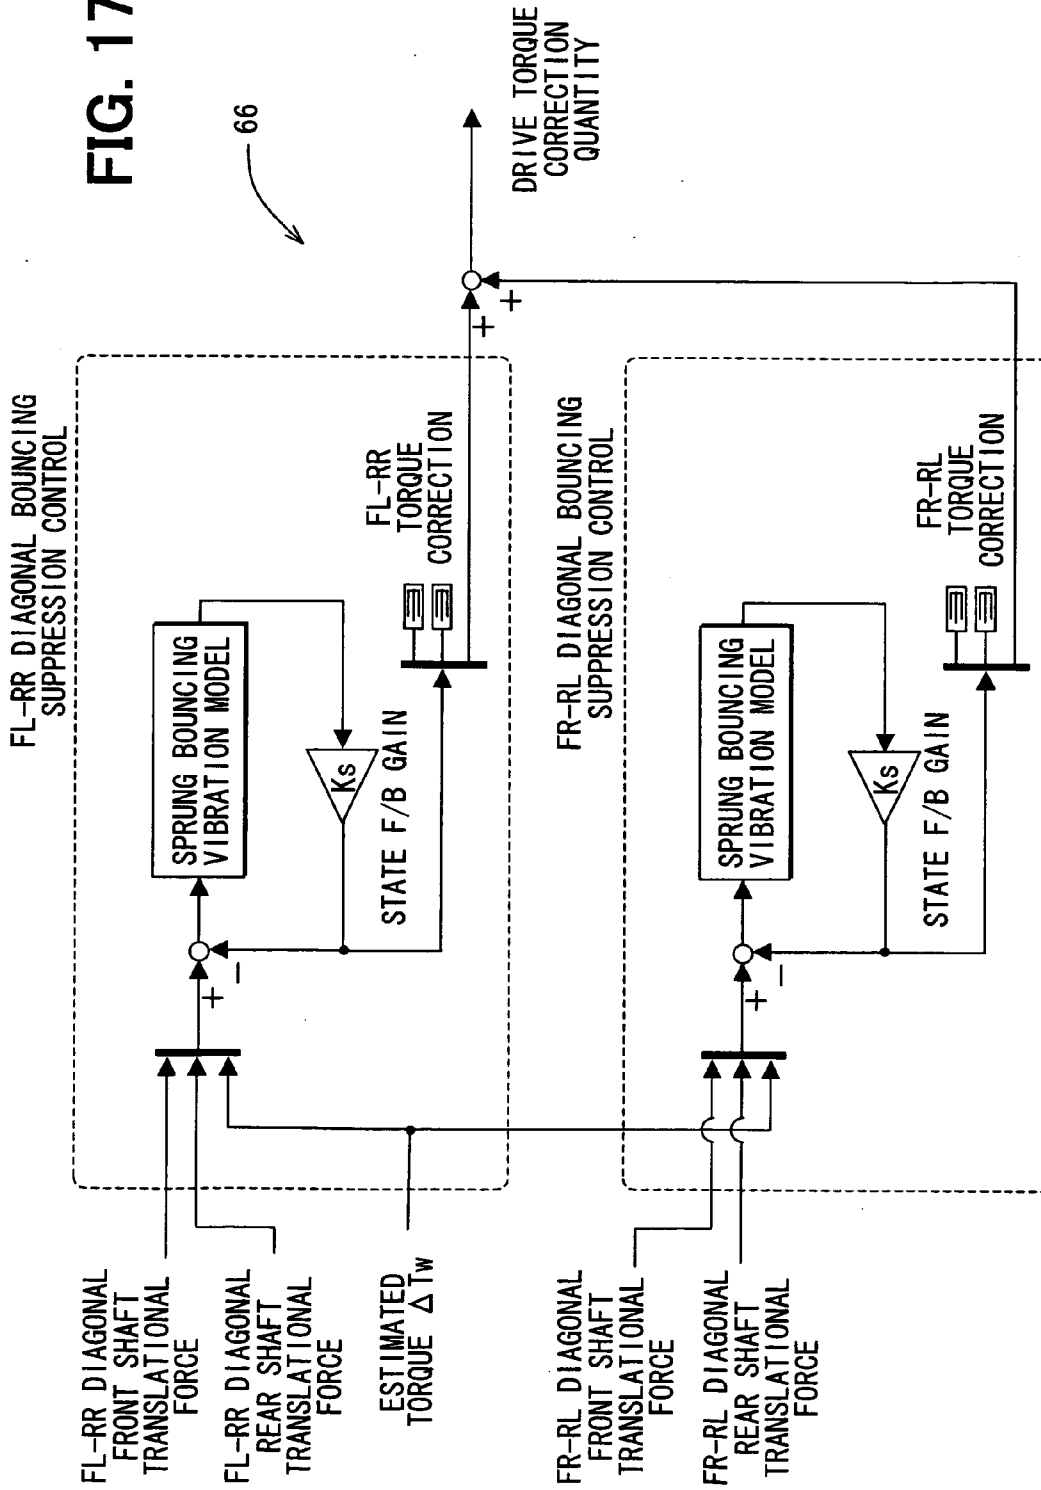 FIG. 17
66
FL-RR DIAGONAL BOUNCING
SUPPRESSION CONTROL
FL-RR DIAGONAL
FRONT SHAFT
TRANSLATIONAL
FORCE
FL-RR DIAGONAL
REAR SHAFT
TRANSLATIONAL
FORCE
ESTIMATED
TORQUE △Tw
+
-
SPRUNG BOUNCING
VIBRATION MODEL
Ks
STATE F/B GAIN
FL-RR
TORQUE
CORRECTION
+
+
DRIVE TORQUE
CORRECTION
QUANTITY
FR-RL DIAGONAL BOUNCING
SUPPRESSION CONTROL
FR-RL DIAGONAL
FRONT SHAFT
TRANSLATIONAL
FORCE
FR-RL DIAGONAL
REAR SHAFT
TRANSLATIONAL
FORCE
+
-
SPRUNG BOUNCING
VIBRATION MODEL
Ks
STATE F/B GAIN
FR-RL
TORQUE
CORRECTION